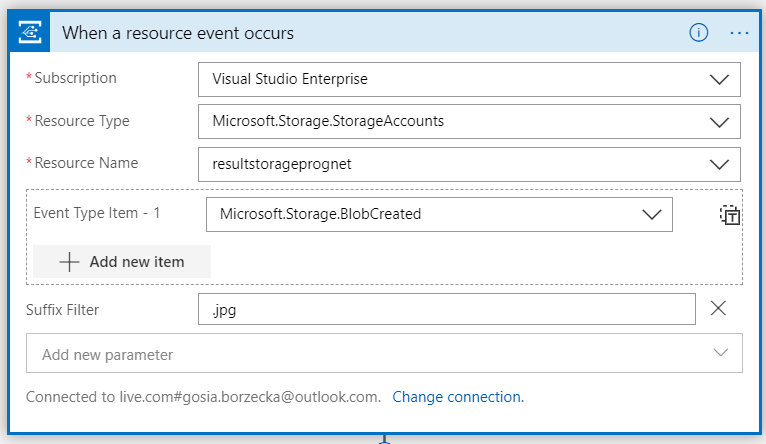 When a resource event occurs
*Subscription Visual Studio Enterprise
*Resource Type Microsoft.Storage.StorageAccounts
*Resource Name resultstorageprognet
Event Type Item - 1 Microsoft.Storage.BlobCreated
Add new item
Suffix Filter .jpg
Add new parameter
Connected to live.com#gosia.borzecka@outlook.com. Change connection.